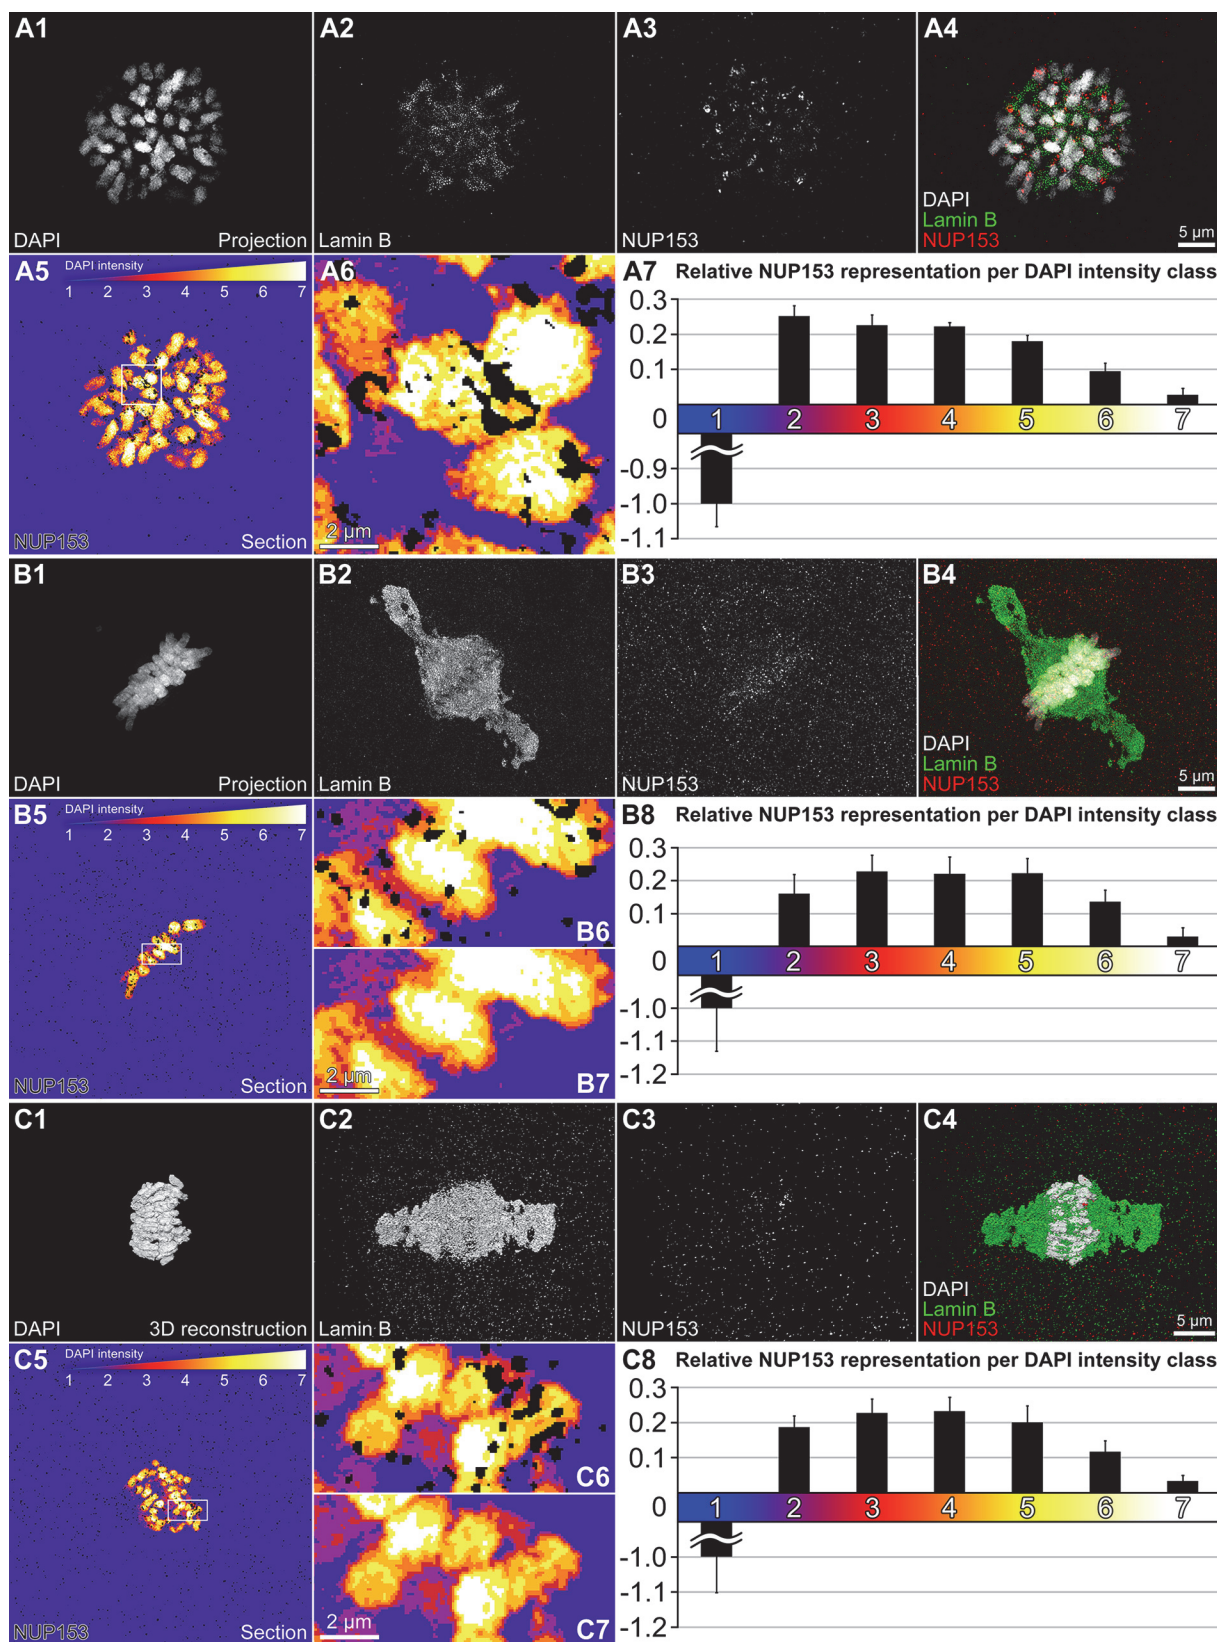 A1
DAPI
Projection
A2
Lamin B
A3
NUP153
A4
DAPI
Lamin B
NUP153
5 µm
A5
DAPI intensity
1 2 3 4 5 6 7
NUP153
Section
A6
2 µm
A7
Relative NUP153 representation per DAPI intensity class
0.3
0.2
0.1
0 1 2 3 4 5 6 7
-0.9
-1.0
-1.1
B1
DAPI
Projection
B2
Lamin B
B3
NUP153
B4
DAPI
Lamin B
NUP153
5 µm
B5
DAPI intensity
1 2 3 4 5 6 7
NUP153
Section
B6
2 µm
B7
B8
Relative NUP153 representation per DAPI intensity class
0.3
0.2
0.1
0 1 2 3 4 5 6 7
-1.0
-1.1
-1.2
C1
DAPI
3D reconstruction
C2
Lamin B
C3
NUP153
C4
DAPI
Lamin B
NUP153
5 µm
C5
DAPI intensity
1 2 3 4 5 6 7
NUP153
Section
C6
2 µm
C7
C8
Relative NUP153 representation per DAPI intensity class
0.3
0.2
0.1
0 1 2 3 4 5 6 7
-1.0
-1.1
-1.2